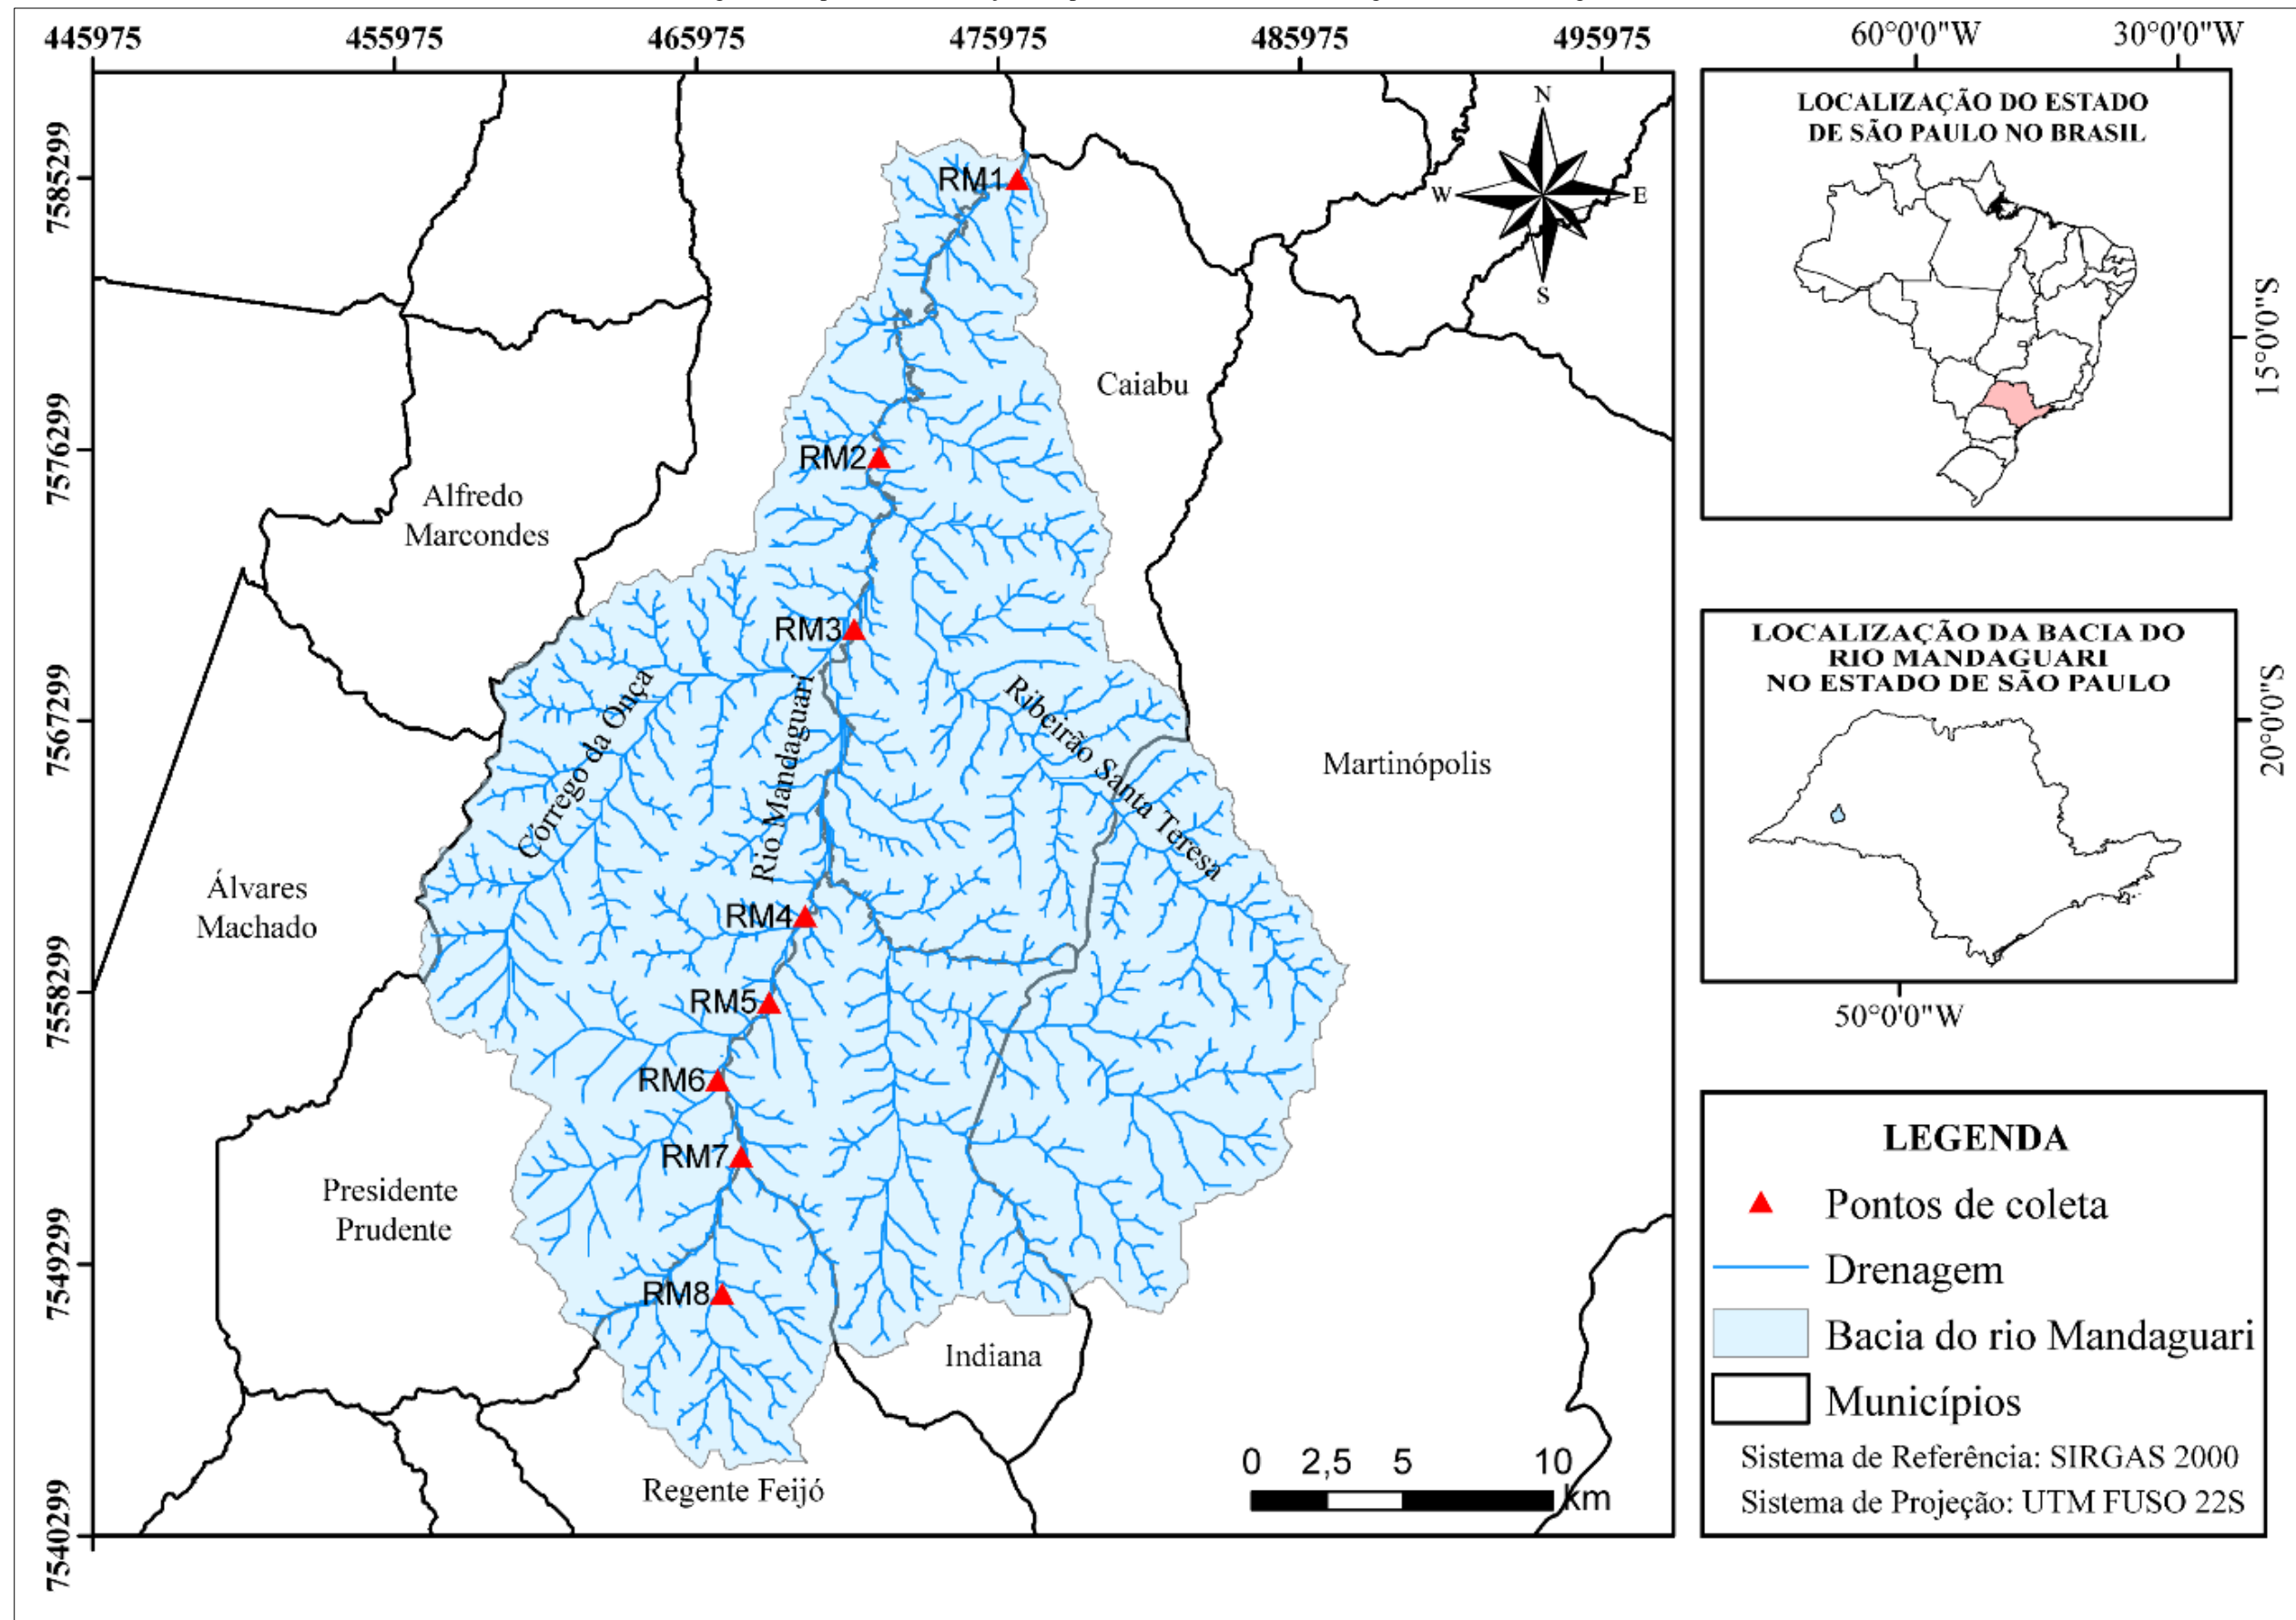 445975 455975 465975 475975 485975 495975
60°0'0"W 30°0'0"W
7585299
7576299
7567299
7558299
7549299
7540299
N
W E
S
RM1
Caiabu
RM2
Alfredo
Marcondes
RM3
Córrego da Onça
Rio Mandaguari
Ribeirão Santa Teresa
Martinópolis
Álvares
Machado
RM4
RM5
RM6
RM7
Presidente
Prudente
RM8
Indiana
Regente Feijó
0 2,5 5 10
km
LOCALIZAÇÃO DO ESTADO
DE SÃO PAULO NO BRASIL
15°0'0"S
LOCALIZAÇÃO DA BACIA DO
RIO MANDAGUARI
NO ESTADO DE SÃO PAULO
20°0'0"S
50°0'0"W
LEGENDA
Pontos de coleta
Drenagem
Bacia do rio Mandaguari
Municípios
Sistema de Referência: SIRGAS 2000
Sistema de Projeção: UTM FUSO 22S